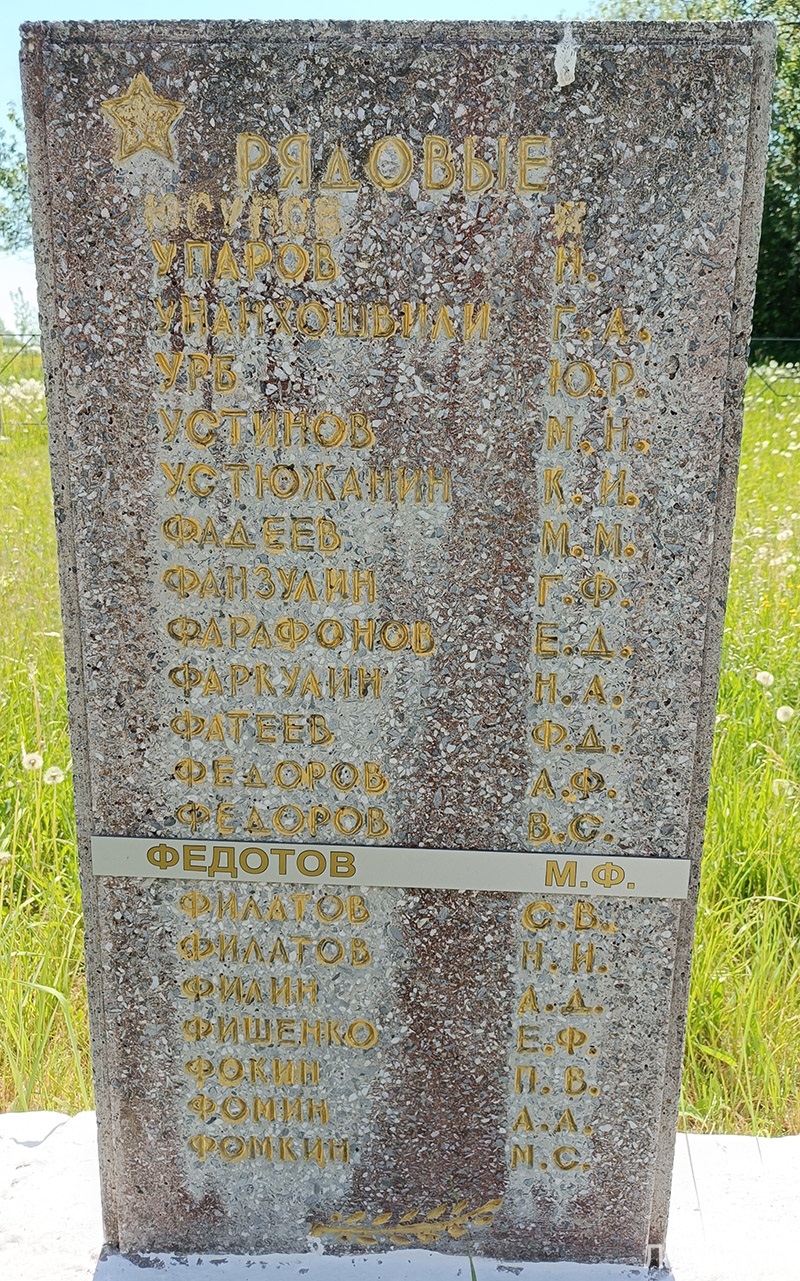 РЯДОВЫЕ
ЮСУПОВ
УПАРОВ Н.
УНАНХОШВИЛИ Г.А.
УРБ Ю.Р.
УСТИНОВ М.Н.
УСТЮЖАНИН К.И.
ФАДЕЕВ М.М.
ФАНЗУЛИН Г.Ф.
ФАРАФОНОВ Е.Д.
ФАРКУЛИН Н.А.
ФАТЕЕВ Ф.Д.
ФЕДОРОВ А.Ф.
ФЕДОРОВ В.С.
ФЕДОТОВ М.Ф.
ФИЛАТОВ С.В.
ФИЛАТОВ Н.И.
ФИЛИН А.Д.
ФИШЕНКО Е.Ф.
ФОКИН П.В.
ФОМИН А.А.
ФОМКИН М.С.